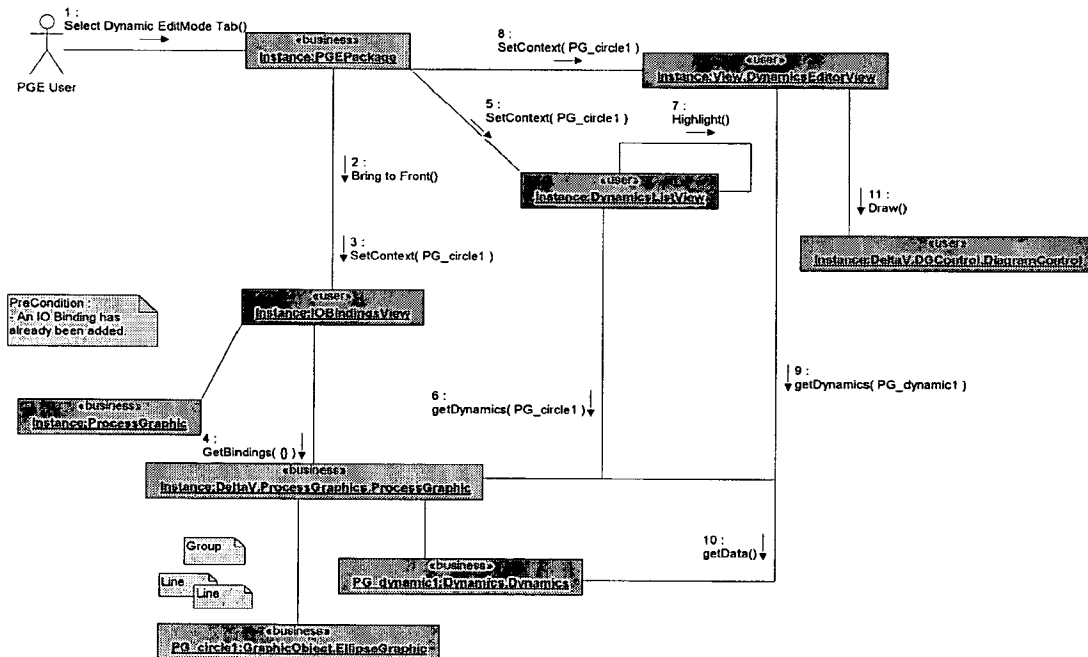 1 :
Select Dynamic EditMode Tab()
PGE User
«business»
Instance:PGEPackage
8 :
SetContext( PG_circle1 )
«user»
Instance:View.DynamicsEditorView
5 :
SetContext( PG_circle1 )
7 :
Highlight()
2 :
Bring to Front()
«user»
Instance:DynamicsListView
11 :
Draw()
3 :
SetContext( PG_circle1 )
«user»
Instance:DeltaV.DGControl.DiagramControl
PreCondition :
- An IO Binding has
already been added.
«user»
Instance:IOBindingsView
6 :
getDynamics( PG_circle1 )
9 :
getDynamics( PG_dynamic1 )
«business»
Instance:ProcessGraphic
4 :
GetBindings( {} )
«business»
Instance:DeltaV.ProcessGraphics.ProcessGraphic
Group
10 :
getData()
Line
Line
«business»
PG_dynamic1:Dynamics.Dynamics
«business»
PG_circle1:GraphicObject.EllipseGraphic